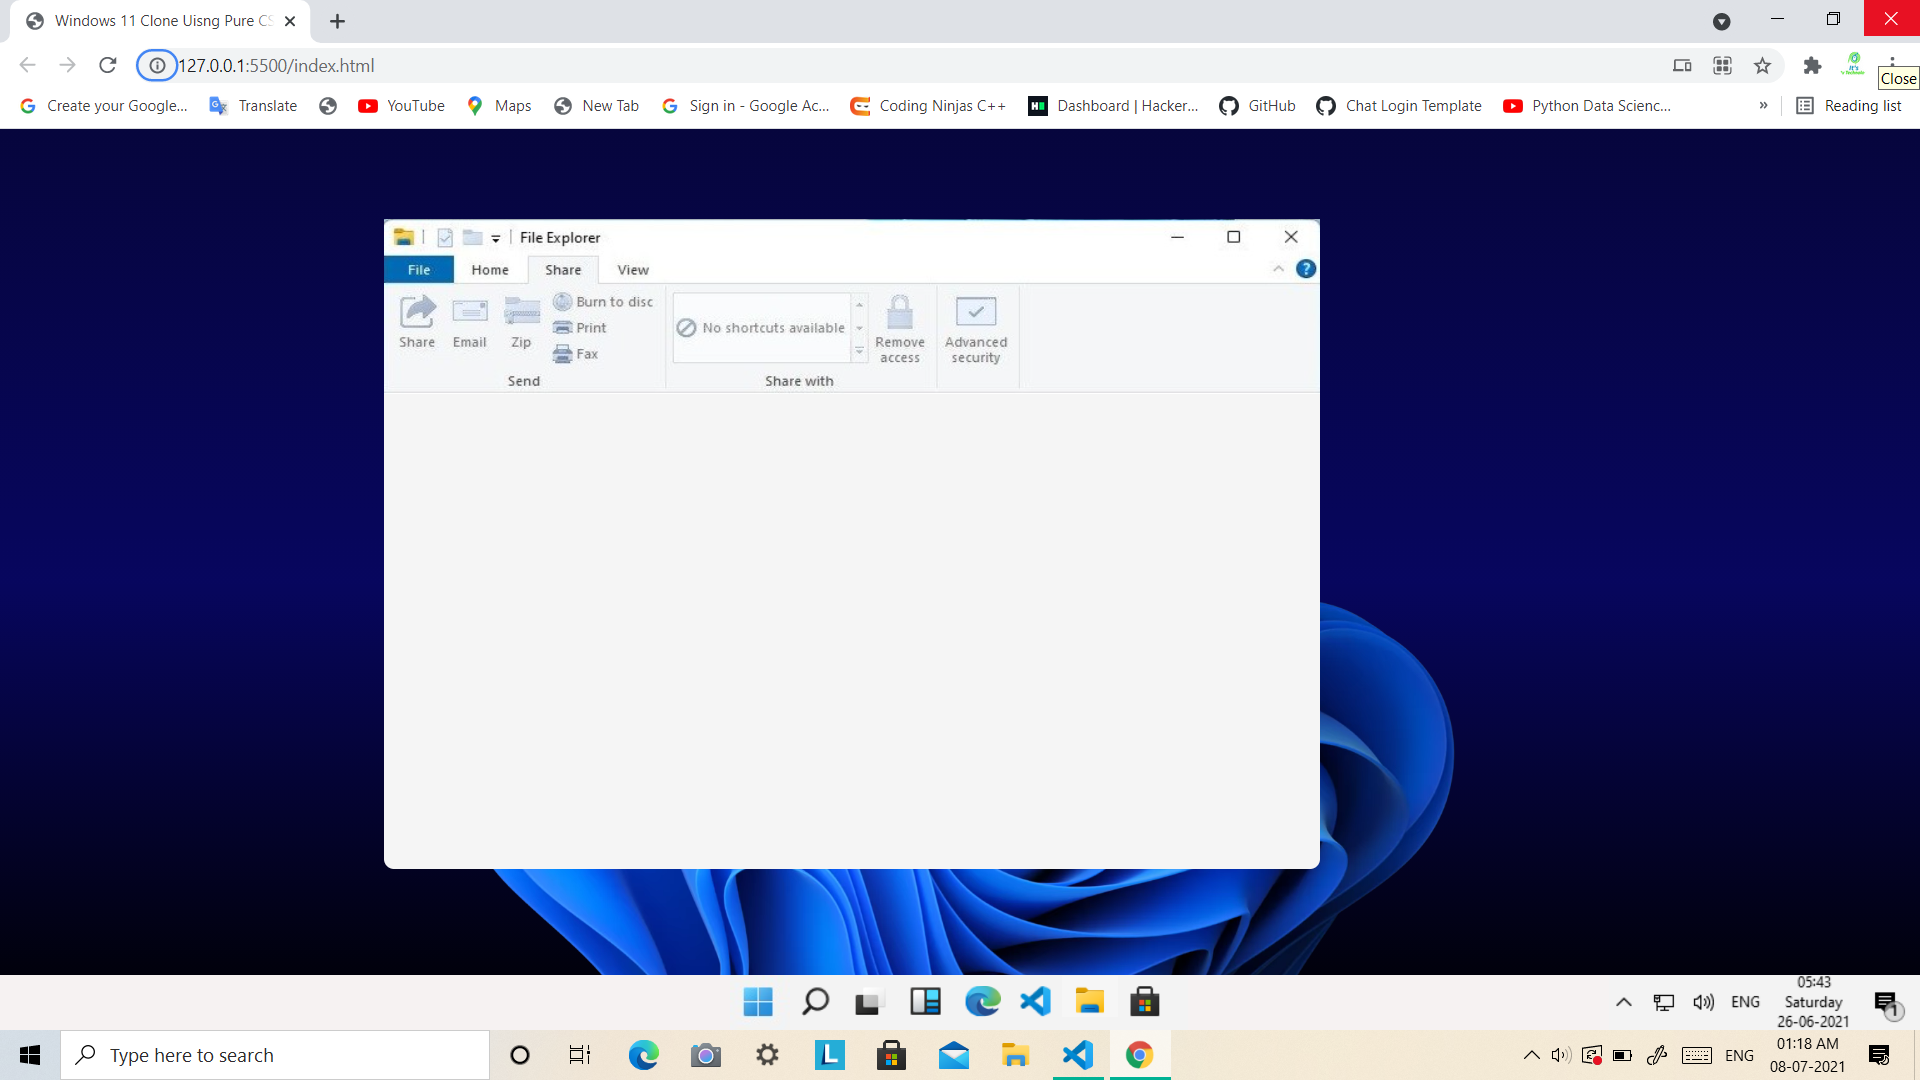 Windows 11 Clone Uisng Pure CS
127.0.0.1:5500/index.html
Close
Create your Google... Translate YouTube Maps New Tab Sign in - Google Ac... Coding Ninjas C++ Dashboard | Hacker... GitHub Chat Login Template Python Data Scienc... » Reading list
File Explorer
File Home Share View
Share Email Zip
Burn to disc
Print
Fax
Send
No shortcuts available
Share with
Remove
access
Advanced
security
ENG
05:43
Saturday
26-06-2021
1
Type here to search
L
ENG
01:18 AM
08-07-2021